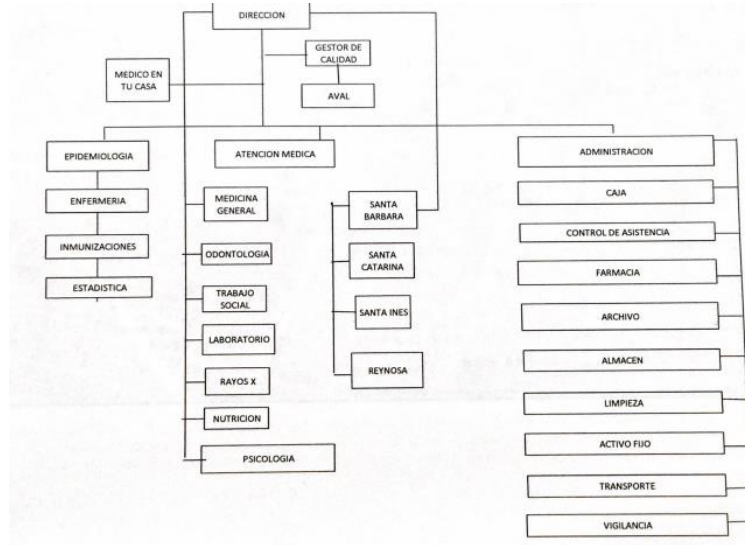 DIRECCION
GESTOR DE
CALIDAD
MEDICO EN
TU CASA
AVAL
EPIDEMIOLOGIA
ATENCION MEDICA
ADMINISTRACION
ENFERMERIA
INMUNIZACIONES
ESTADISTICA
MEDICINA
GENERAL
ODONTOLOGIA
TRABAJO
SOCIAL
LABORATORIO
RAYOS X
NUTRICION
PSICOLOGIA
SANTA
BARBARA
SANTA
CATARINA
SANTA INES
REYNOSA
CAJA
CONTROL DE ASISTENCIA
FARMACIA
ARCHIVO
ALMACEN
LIMPIEZA
ACTIVO FIJO
TRANSPORTE
VIGILANCIA